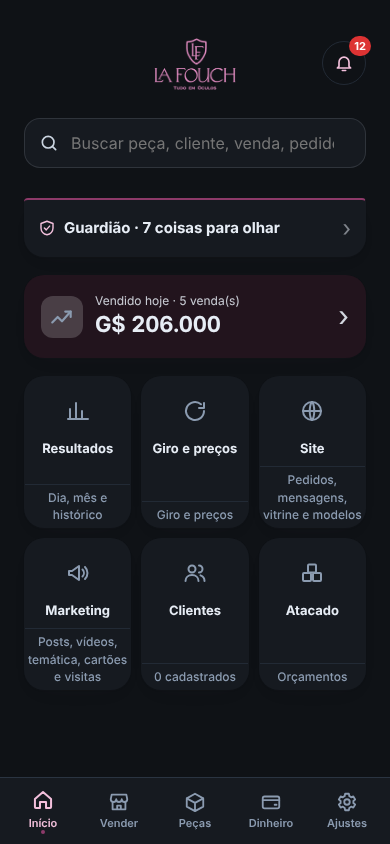 LF
LA FOUCH
Tudo em Óculos
12
Buscar peça, cliente, venda, pedid
Guardião · 7 coisas para olhar
Vendido hoje · 5 venda(s)
G$ 206.000
Resultados
Dia, mês e
histórico
Giro e preços
Giro e preços
Site
Pedidos,
mensagens,
vitrine e modelos
Marketing
Posts, vídeos,
temática, cartões
e visitas
Clientes
0 cadastrados
Atacado
Orçamentos
Início
Vender
Peças
Dinheiro
Ajustes